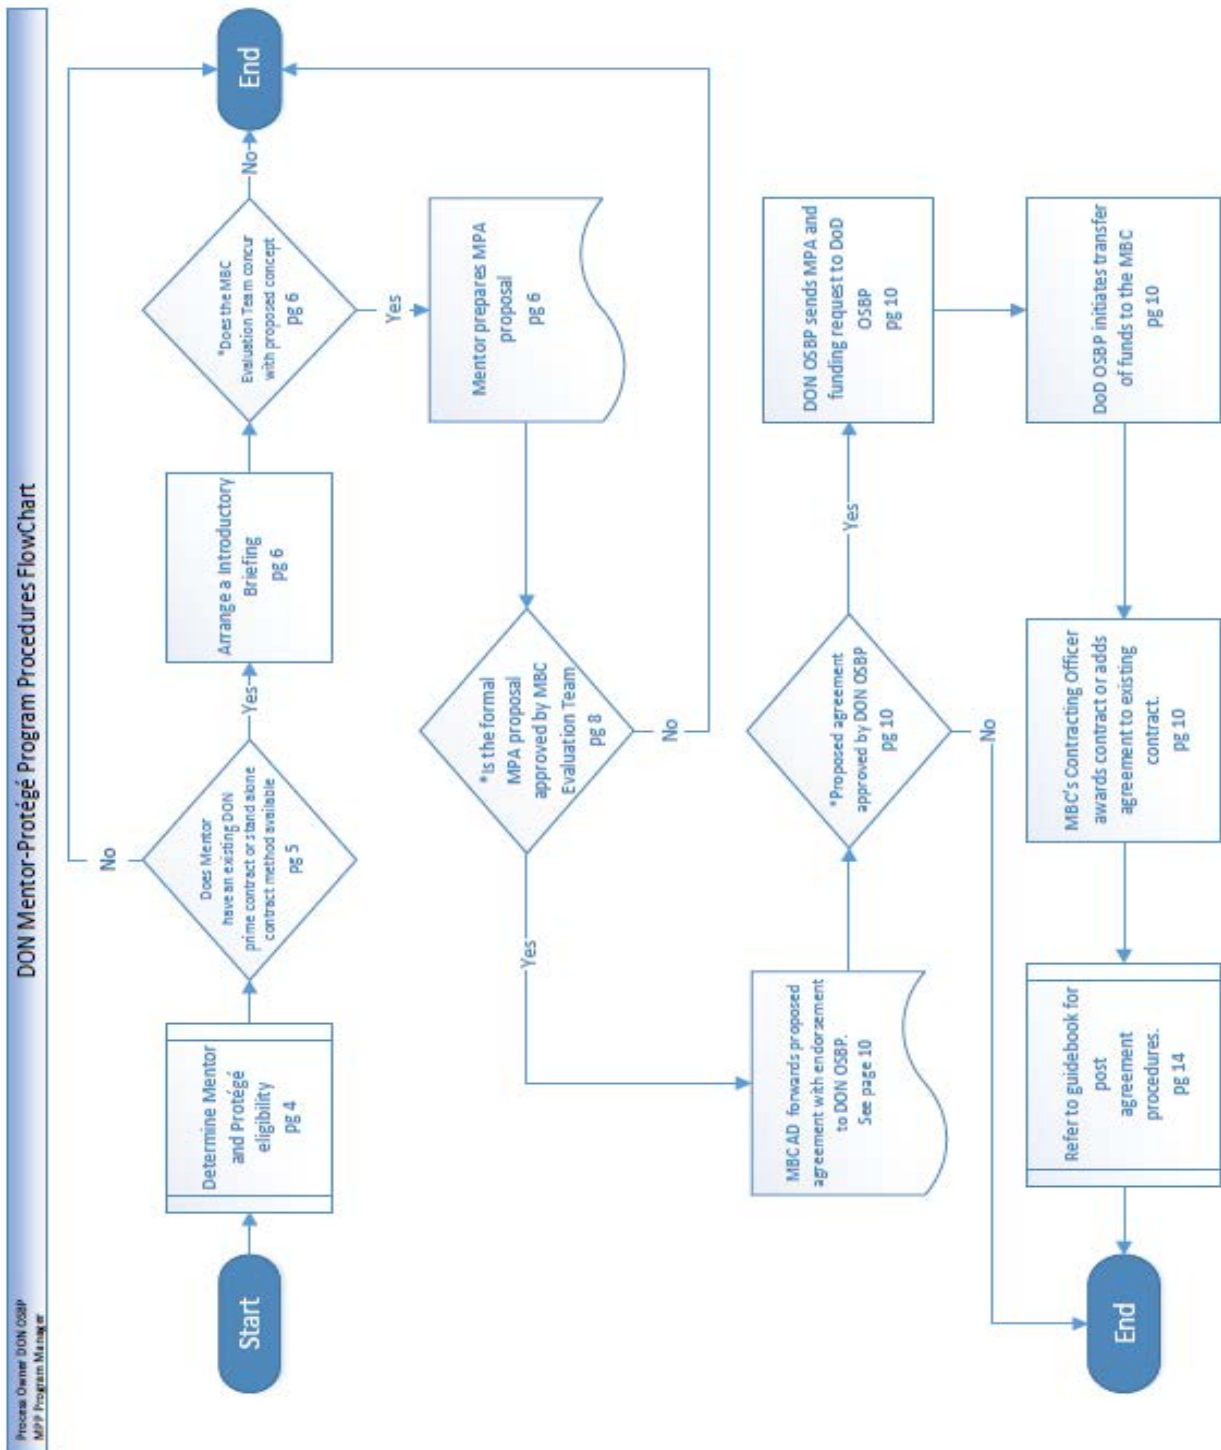 Process Owner DON OSBP
MPP Program Manager
DON Mentor-Protégé Program Procedures FlowChart
Start
Determine Mentor
and Protégé
eligibility
pg 4
Does Mentor
have an existing DON
prime contract or stand alone
contract method available
pg 5
No
Yes
Arrange a Introductory
Briefing
pg 6
*Does the MBC
Evaluation Team concur
with proposed concept
pg 6
No
End
Yes
Mentor prepares MPA
proposal
pg 6
*Is the formal
MPA proposal
approved by MBC
Evaluation Team
pg 8
No
Yes
MBC AD forwards proposed
agreement with endorsement
to DON OSBP.
See page 10
*Proposed agreement
approved by DON OSBP
pg 10
No
Yes
DON OSBP sends MPA and
funding request to DoD
OSBP
pg 10
DoD OSBP initiates transfer
of funds to the MBC
pg 10
MBC's Contracting Officer
awards contract or adds
agreement to existing
contract.
pg 10
Refer to guidebook for
post
agreement
procedures.
pg 14
End